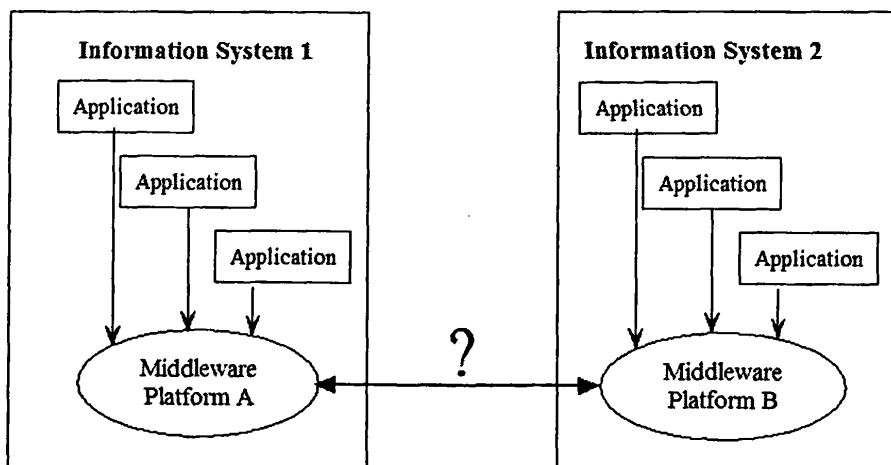 Information System 1
Application
Application
Application
Middleware
Platform A
?
Information System 2
Application
Application
Application
Middleware
Platform B